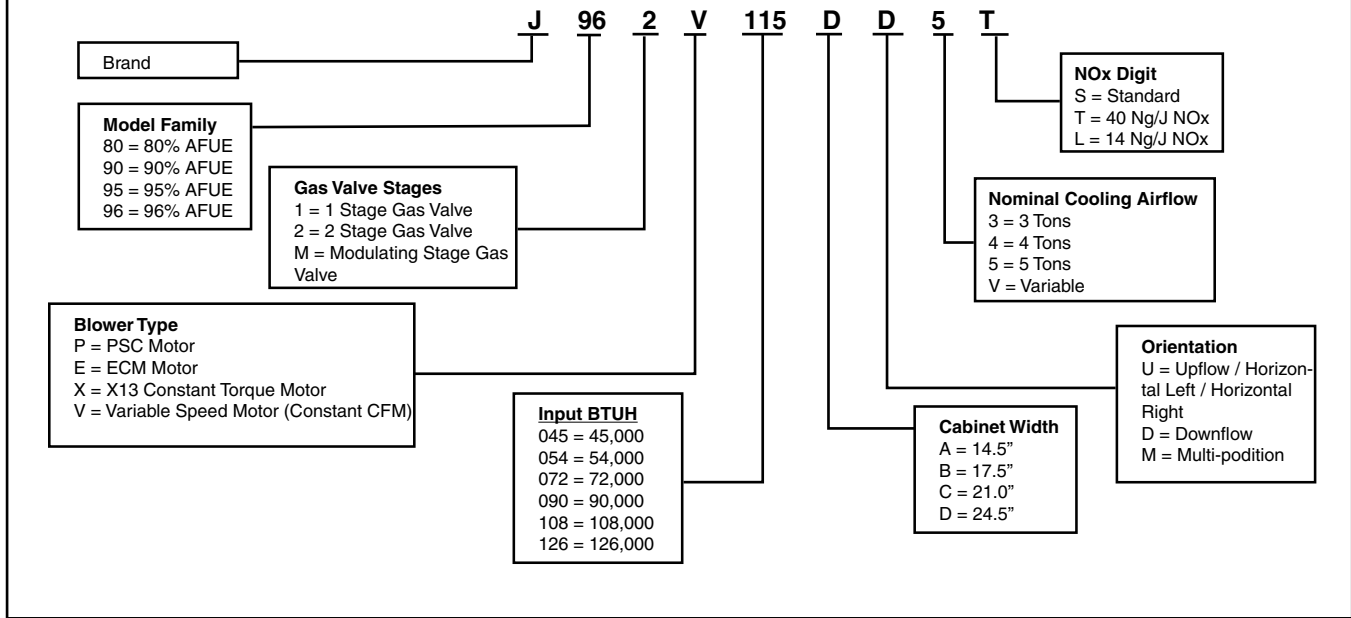 J 96 2 V 115 D D 5 T
Brand
Model Family
80 = 80% AFUE
90 = 90% AFUE
95 = 95% AFUE
96 = 96% AFUE
Gas Valve Stages
1 = 1 Stage Gas Valve
2 = 2 Stage Gas Valve
M = Modulating Stage Gas
Valve
Blower Type
P = PSC Motor
E = ECM Motor
X = X13 Constant Torque Motor
V = Variable Speed Motor (Constant CFM)
Input BTUH
045 = 45,000
054 = 54,000
072 = 72,000
090 = 90,000
108 = 108,000
126 = 126,000
Cabinet Width
A = 14.5”
B = 17.5”
C = 21.0”
D = 24.5”
Orientation
U = Upflow / Horizon-
tal Left / Horizontal
Right
D = Downflow
M = Multi-podition
Nominal Cooling Airflow
3 = 3 Tons
4 = 4 Tons
5 = 5 Tons
V = Variable
NOx Digit
S = Standard
T = 40 Ng/J NOx
L = 14 Ng/J NOx